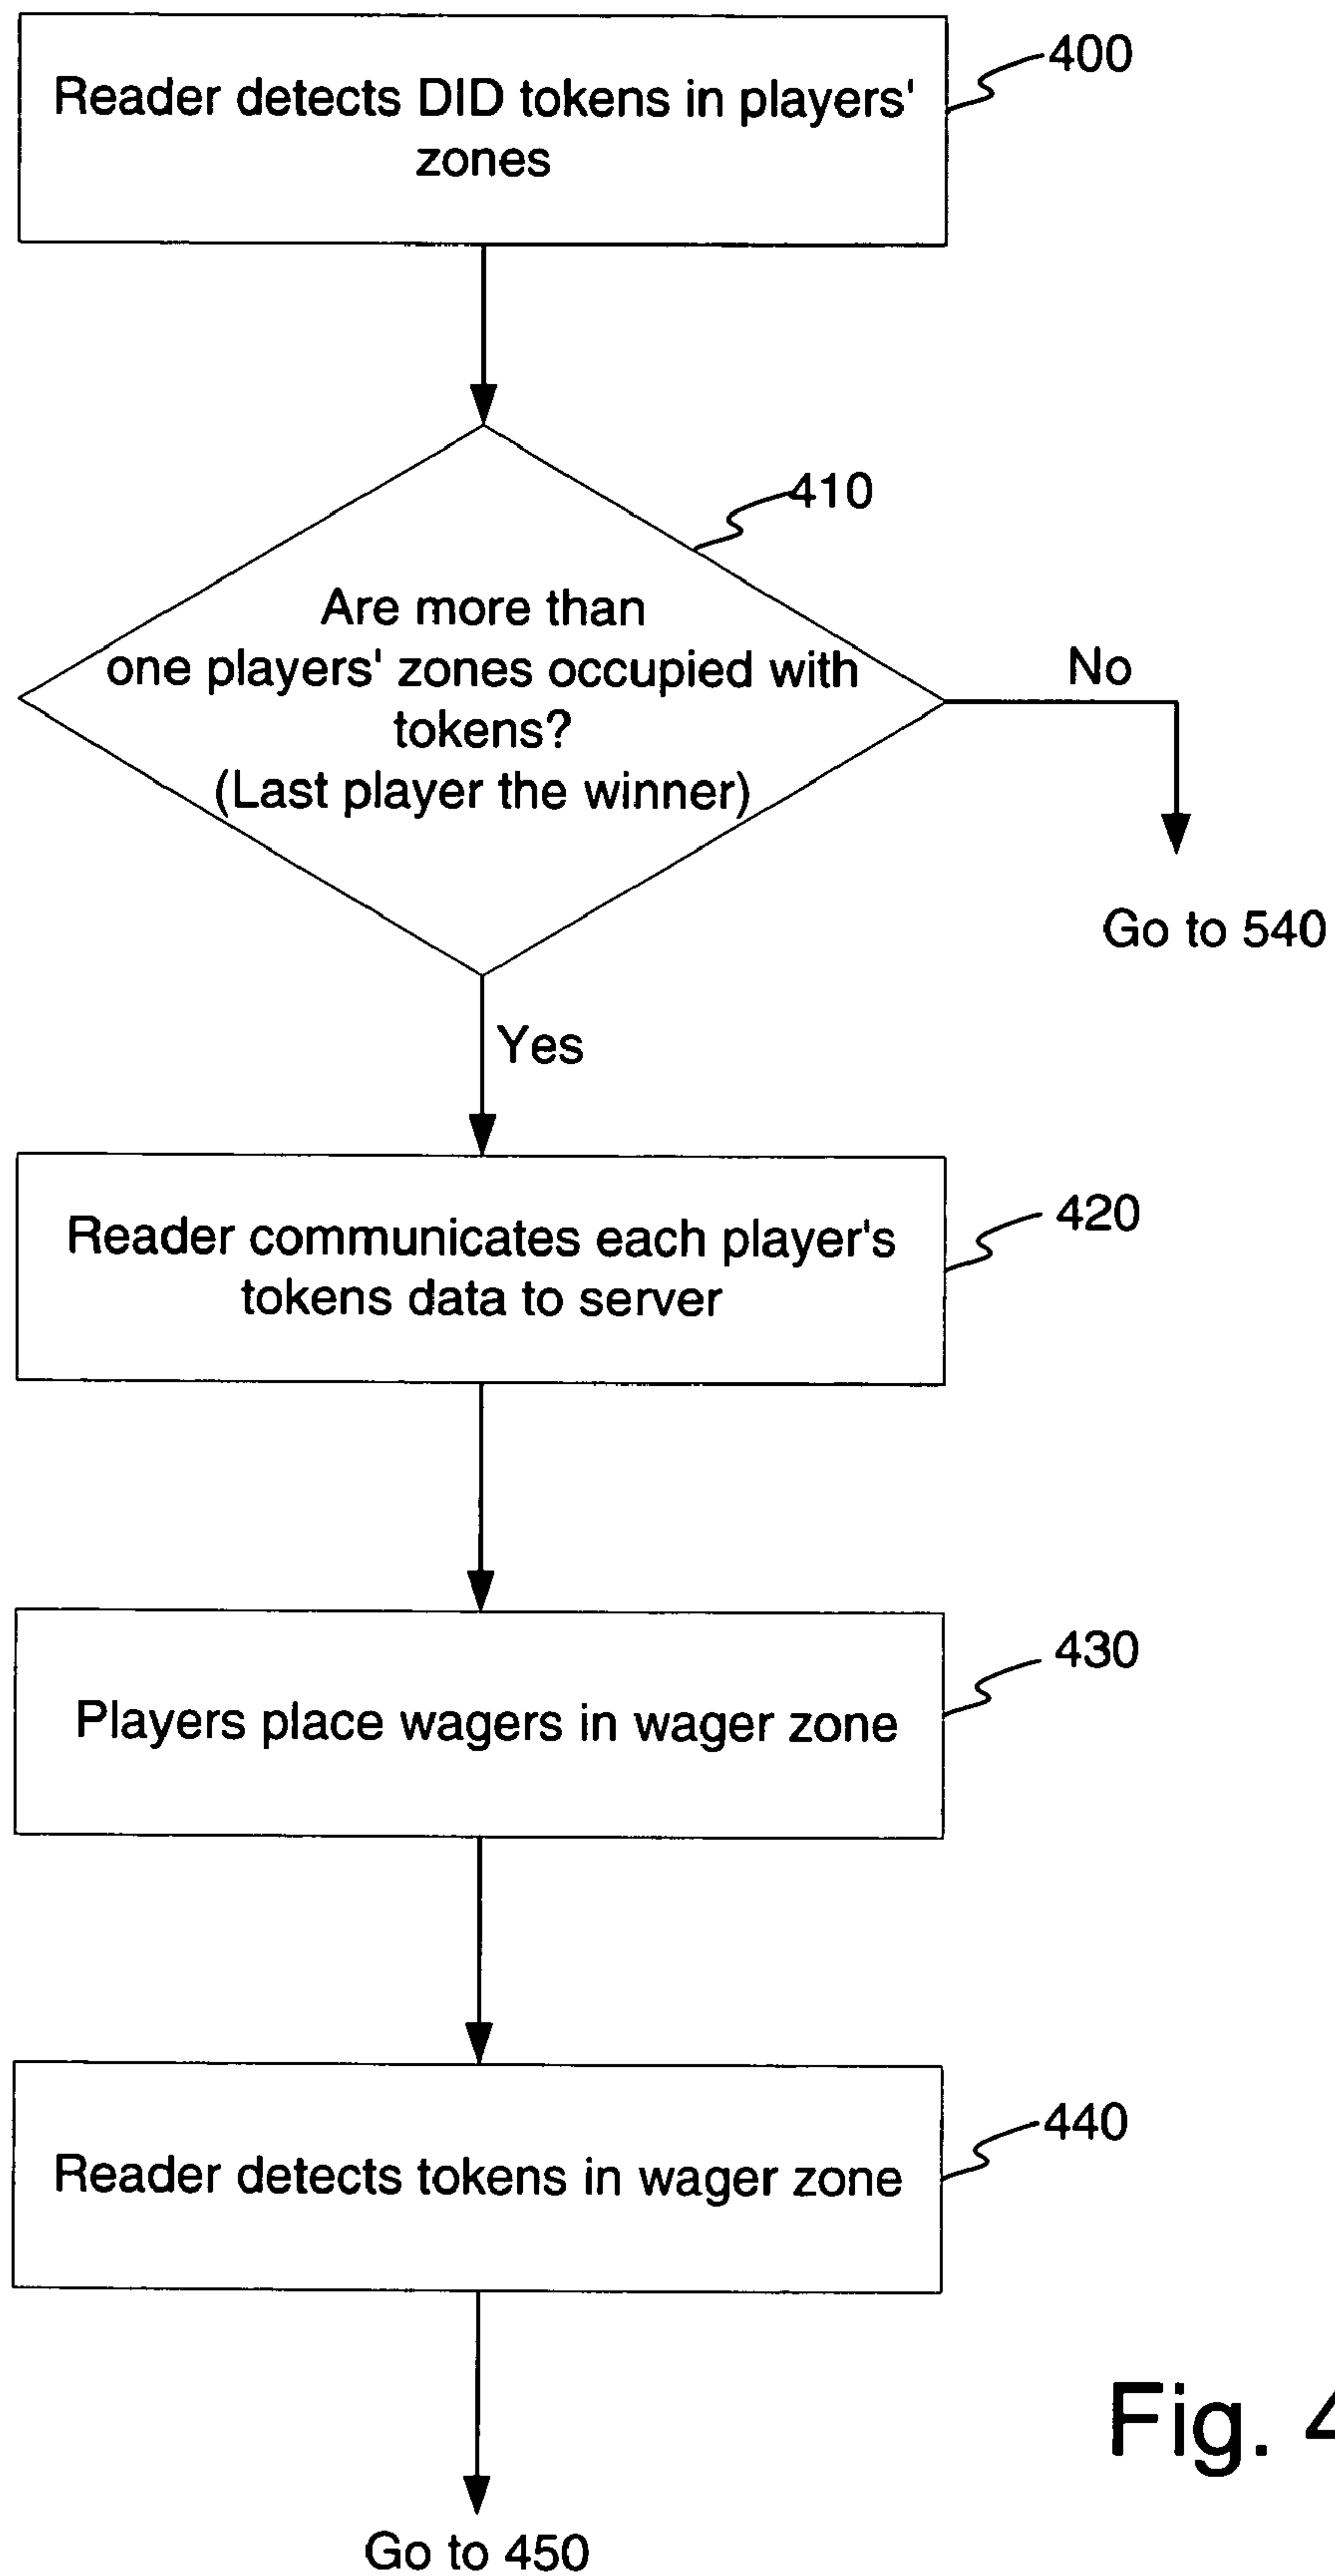 400
Reader detects DID tokens in players'
zones
410
Are more than
one players' zones occupied with
tokens?
(Last player the winner)
No
Go to 540
Yes
420
Reader communicates each player's
tokens data to server
430
Players place wagers in wager zone
440
Reader detects tokens in wager zone
Fig. 4
Go to 450